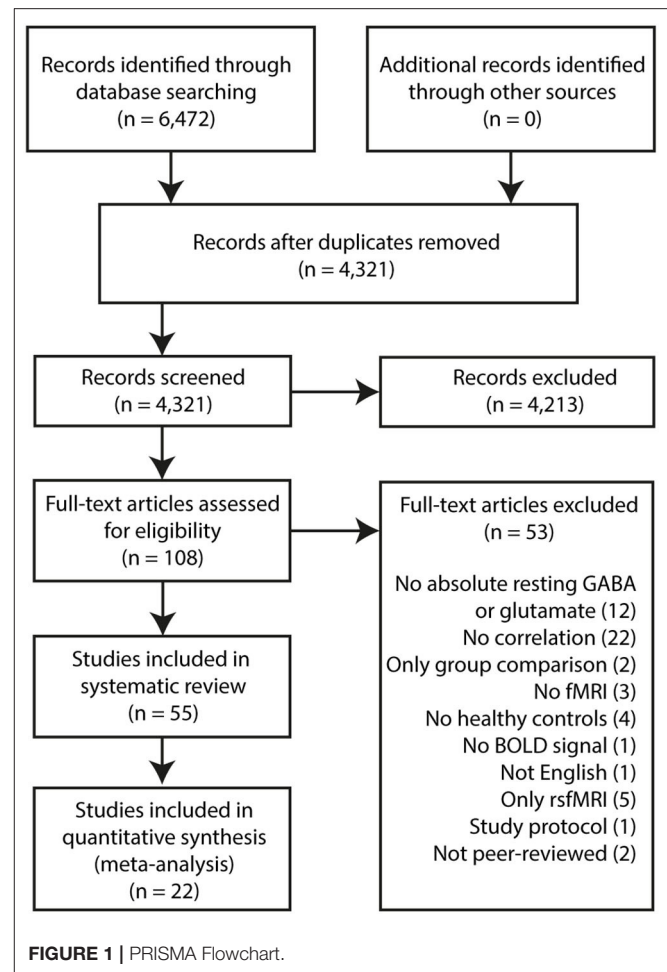 Records identified through
database searching
(n = 6,472)
Additional records identified
through other sources
(n = 0)
Records after duplicates removed
(n = 4,321)
Records screened
(n = 4,321)
Records excluded
(n = 4,213)
Full-text articles assessed
for eligibility
(n = 108)
Full-text articles excluded
(n = 53)
No absolute resting GABA
or glutamate (12)
No correlation (22)
Only group comparison (2)
No fMRI (3)
No healthy controls (4)
No BOLD signal (1)
Not English (1)
Only rsfMRI (5)
Study protocol (1)
Not peer-reviewed (2)
Studies included in
systematic review
(n = 55)
Studies included in
quantitative synthesis
(meta-analysis)
(n = 22)
FIGURE 1 | PRISMA Flowchart.